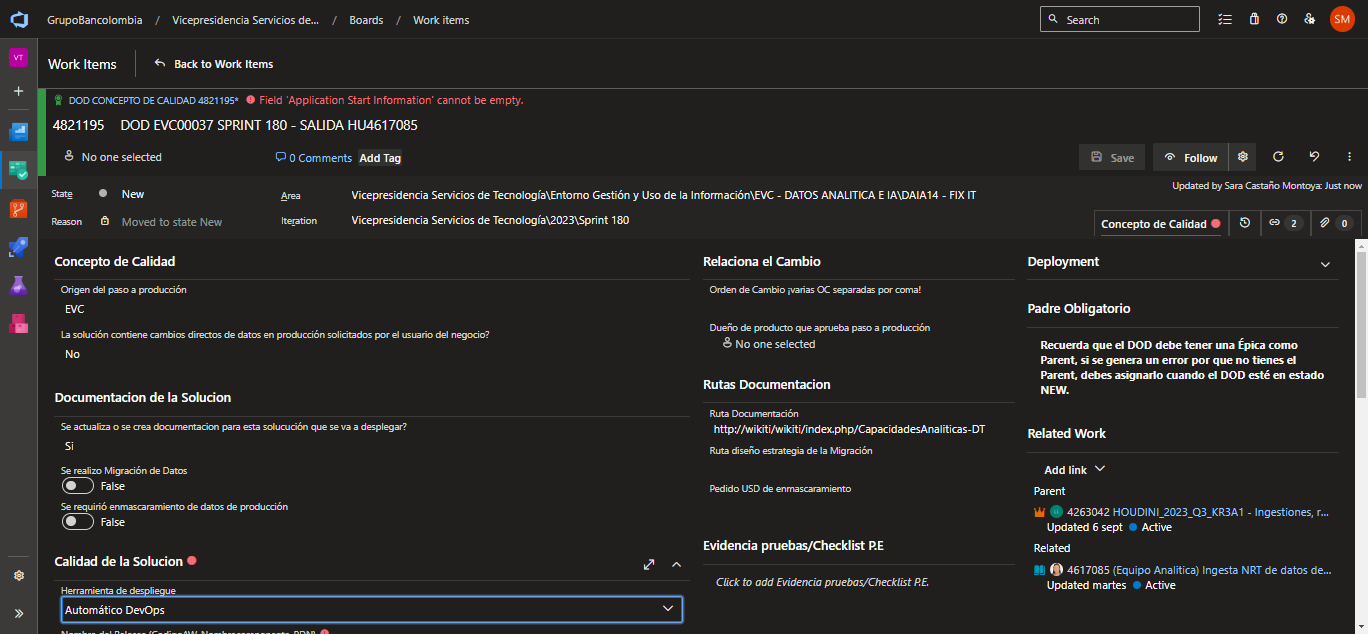 GrupoBancolombia / Vicepresidencia Servicios de... / Boards / Work items
Search
SM
VT
Work Items
Back to Work Items
DOD CONCEPTO DE CALIDAD 4821195* Field 'Application Start Information' cannot be empty.
4821195 DOD EVC00037 SPRINT 180 - SALIDA HU4617085
No one selected
0 Comments
Add Tag
Save
Follow
State
New
Area
Vicepresidencia Servicios de Tecnología\Entorno Gestión y Uso de la Información\EVC - DATOS ANALITICA E IA\DAIA14 - FIX IT
Updated by Sara Castaño Montoya: Just now
Reason
Moved to state New
Iteration
Vicepresidencia Servicios de Tecnología\2023\Sprint 180
Concepto de Calidad
2
0
Concepto de Calidad
Origen del paso a producción
EVC
La solución contiene cambios directos de datos en producción solicitados por el usuario del negocio?
No
Documentacion de la Solucion
Se actualiza o se crea documentacion para esta solucución que se va a desplegar?
Si
Se realizo Migración de Datos
False
Se requirió enmascaramiento de datos de producción
False
Calidad de la Solucion
Herramienta de despliegue
Automático DevOps
Relaciona el Cambio
Orden de Cambio ¡varias OC separadas por coma!
Dueño de producto que aprueba paso a producción
No one selected
Rutas Documentacion
Ruta Documentación
http://wikiti/wikiti/index.php/CapacidadesAnaliticas-DT
Ruta diseño estrategia de la Migración
Pedido USD de enmascaramiento
Evidencia pruebas/Checklist P.E
Click to add Evidencia pruebas/Checklist P.E.
Deployment
Padre Obligatorio
Recuerda que el DOD debe tener una Épica como
Parent, si se genera un error por que no tienes el
Parent, debes asignarlo cuando el DOD esté en estado
NEW.
Related Work
Add link
Parent
4263042 HOUDINI_2023_Q3_KR3A1 - Ingestiones, r...
Updated 6 sept Active
Related
4617085 (Equipo Analítica) Ingesta NRT de datos de...
Updated martes Active